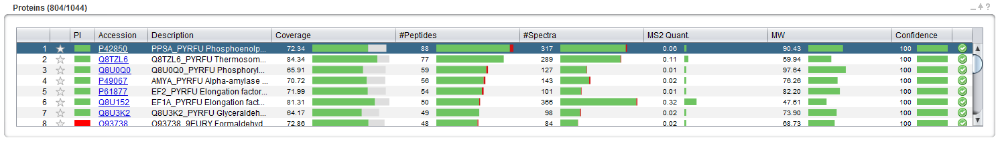 Proteins (804/1044)
PI Accession Description Coverage #Peptides #Spectra MS2 Quant. MW Confidence
1 P42850 PPSA_PYRFU Phosphoenolp... 72.34 88 317 0.06 90.43 100
2 Q8TZL6 Q8TZL6_PYRFU Thermosom... 84.34 77 289 0.11 59.94 100
3 Q8U0Q0 Q8U0Q0_PYRFU Phosphoryl... 65.91 59 127 0.01 97.64 100
4 P49067 AMYA_PYRFU Alpha-amylase ... 70.72 56 143 0.02 76.26 100
5 P61877 EF2_PYRFU Elongation factor... 71.99 54 101 0.01 82.20 100
6 Q8U152 EF1A_PYRFU Elongation fact... 81.31 50 366 0.32 47.61 100
7 Q8U3K2 Q8U3K2_PYRFU Glyceraldeh... 64.17 49 98 0.02 73.90 100
8 O93738 O93738_9EURY Formaldehyd... 72.86 48 84 0.02 68.73 100